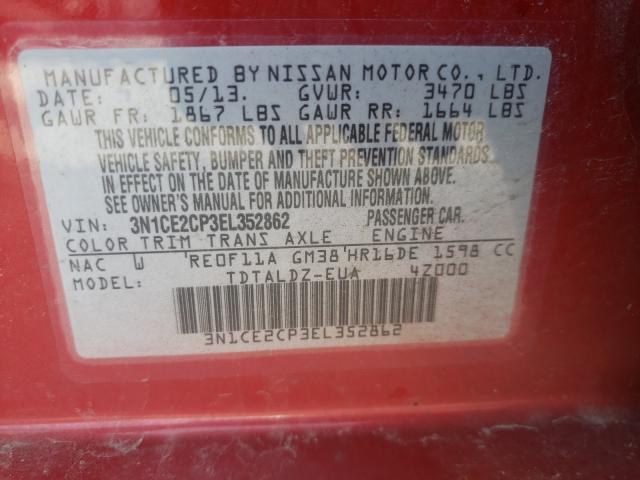 MANUFACTURED BY NISSAN MOTOR CO., LTD.
DATE: 05/13. GVWR: 3470 LBS
GAWR FR: 1867 LBS GAWR RR: 1664 LBS
THIS VEHICLE CONFORMS TO ALL APPLICABLE FEDERAL MOTOR
VEHICLE SAFETY, BUMPER AND THEFT PREVENTION STANDARDS
IN EFFECT ON THE DATE OF MANUFACTURE SHOWN ABOVE.
SEE OWNER'S MANUAL FOR ADDITIONAL INFORMATION.
VIN: 3N1CE2CP3EL352862 PASSENGER CAR.
COLOR TRIM TRANS AXLE ENGINE
NAC W 'RE0F11A GM38'HR16DE 1598 CC
MODEL: TDTALDZ-EUA 4Z000
3N1CE2CP3EL352862